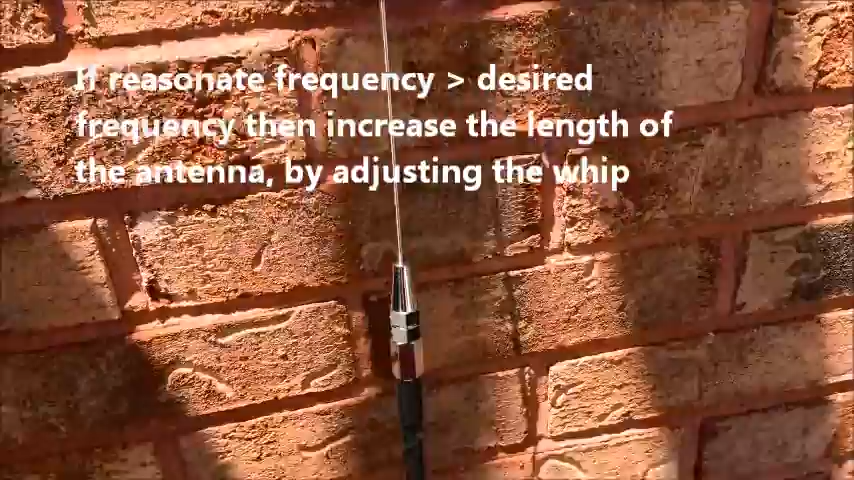 If reasonate frequency > desired
frequency then increase the length of
the antenna, by adjusting the whip